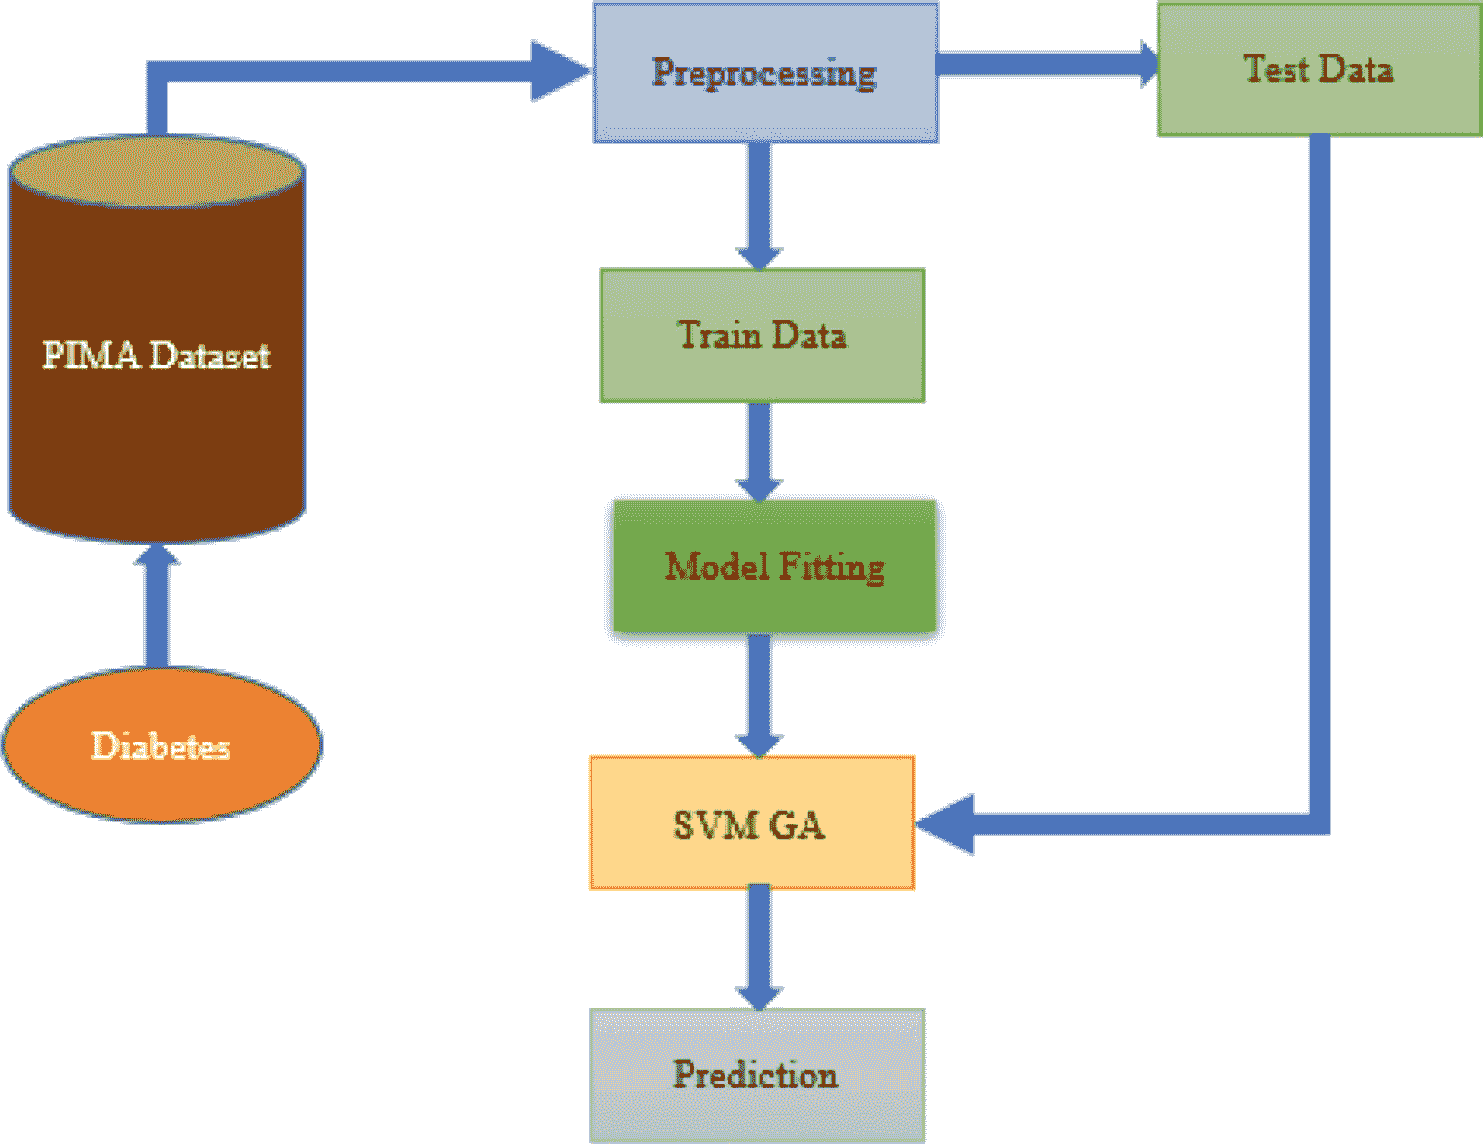 Preprocessing
Test Data
Train Data
PIMA Dataset
Model Fitting
Diabetes
SVM GA
Prediction